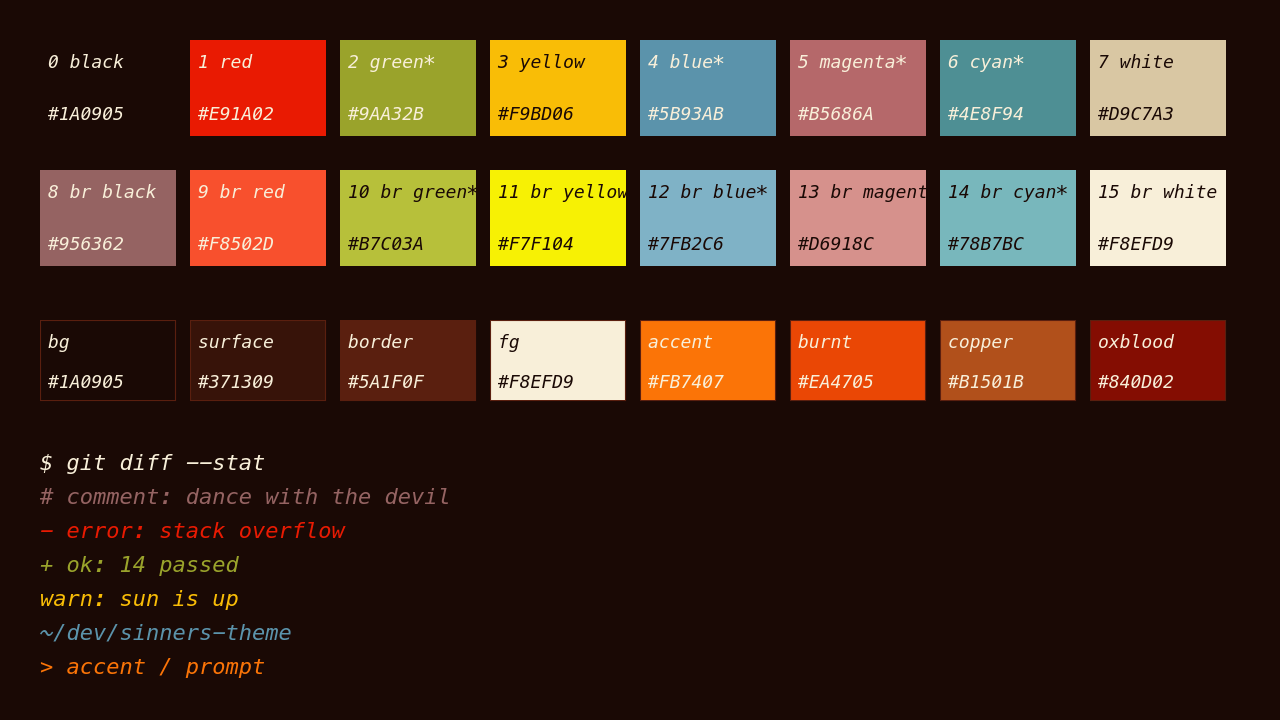 0 black
#1A0905
1 red
#E91A02
2 green*
#9AA32B
3 yellow
#F9BD06
4 blue*
#5B93AB
5 magenta*
#B5686A
6 cyan*
#4E8F94
7 white
#D9C7A3
8 br black
#956362
9 br red
#F8502D
10 br green*
#B7C03A
11 br yellow
#F7F104
12 br blue*
#7FB2C6
13 br magent
#D6918C
14 br cyan*
#78B7BC
15 br white
#F8EFD9
bg
#1A0905
surface
#371309
border
#5A1F0F
fg
#F8EFD9
accent
#FB7407
burnt
#EA4705
copper
#B1501B
oxblood
#840D02
$ git diff --stat
# comment: dance with the devil
- error: stack overflow
+ ok: 14 passed
warn: sun is up
~/dev/sinners-theme
> accent / prompt